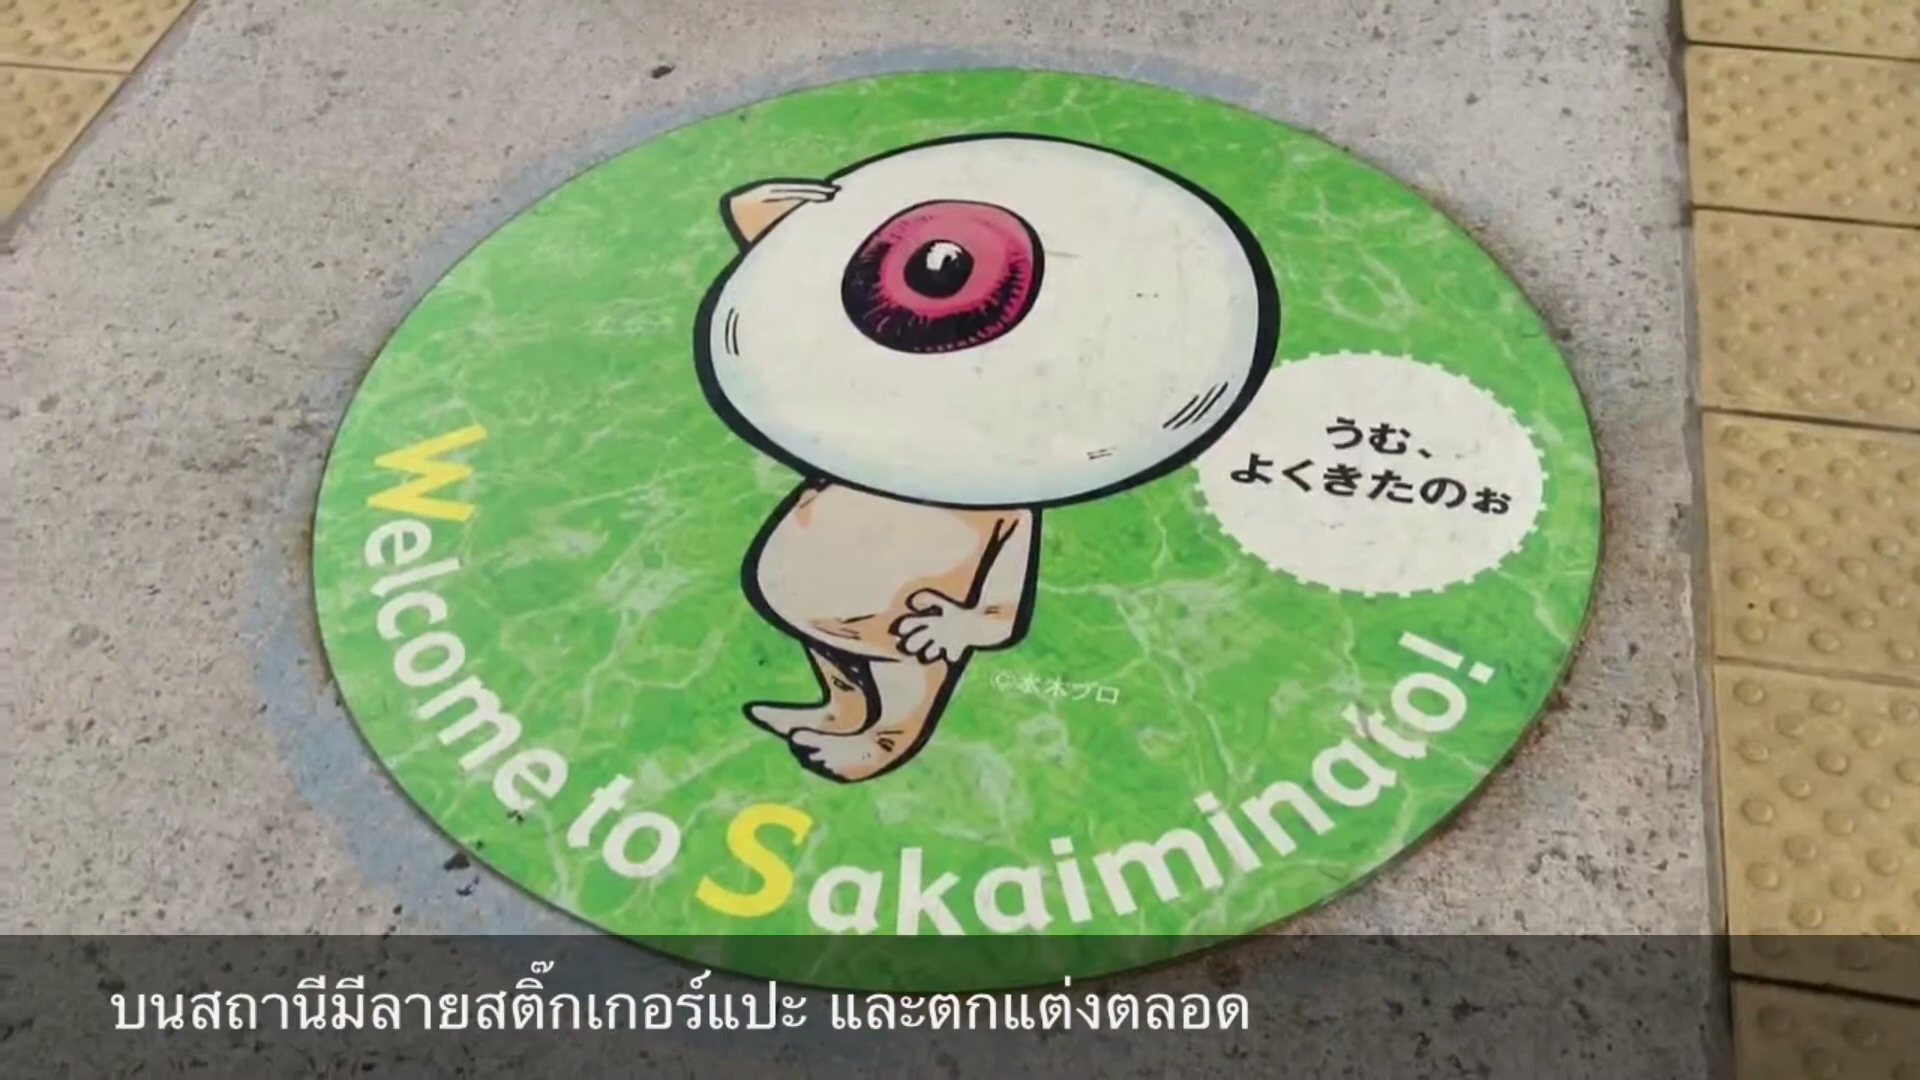 うむ、
よくきたのぉ
©水木プロ
Welcome to Sakaiminato!
บนสถานีมีลายสติ๊กเกอร์แปะ และตกแต่งตลอด